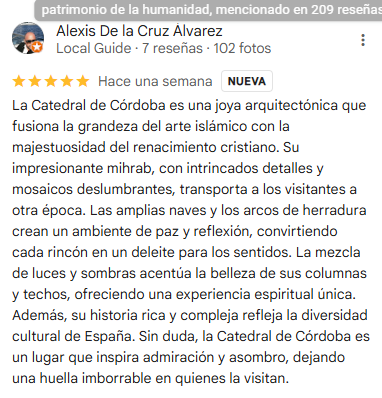 patrimonio de la humanidad, mencionado en 209 reseñas
Alexis De la Cruz Álvarez
Local Guide · 7 reseñas · 102 fotos
Hace una semana NUEVA
La Catedral de Córdoba es una joya arquitectónica que
fusiona la grandeza del arte islámico con la
majestuosidad del renacimiento cristiano. Su
impresionante mihrab, con intrincados detalles y
mosaicos deslumbrantes, transporta a los visitantes a
otra época. Las amplias naves y los arcos de herradura
crean un ambiente de paz y reflexión, convirtiendo
cada rincón en un deleite para los sentidos. La mezcla
de luces y sombras acentúa la belleza de sus columnas
y techos, ofreciendo una experiencia espiritual única.
Además, su historia rica y compleja refleja la diversidad
cultural de España. Sin duda, la Catedral de Córdoba es
un lugar que inspira admiración y asombro, dejando
una huella imborrable en quienes la visitan.